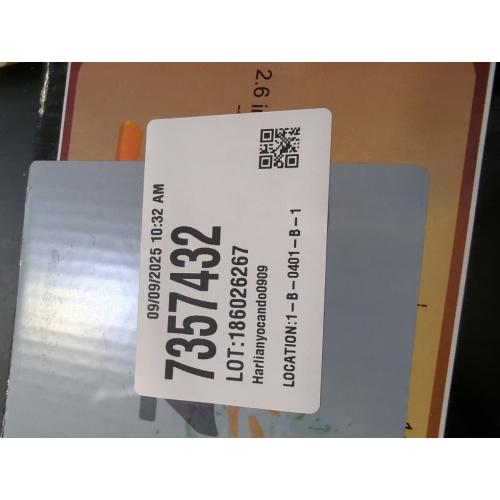 09/09/2025 10:32 AM
7357432
LOT:186026267
Harlianyocando0909
LOCATION:1-B-0401-B-1
2.6 i